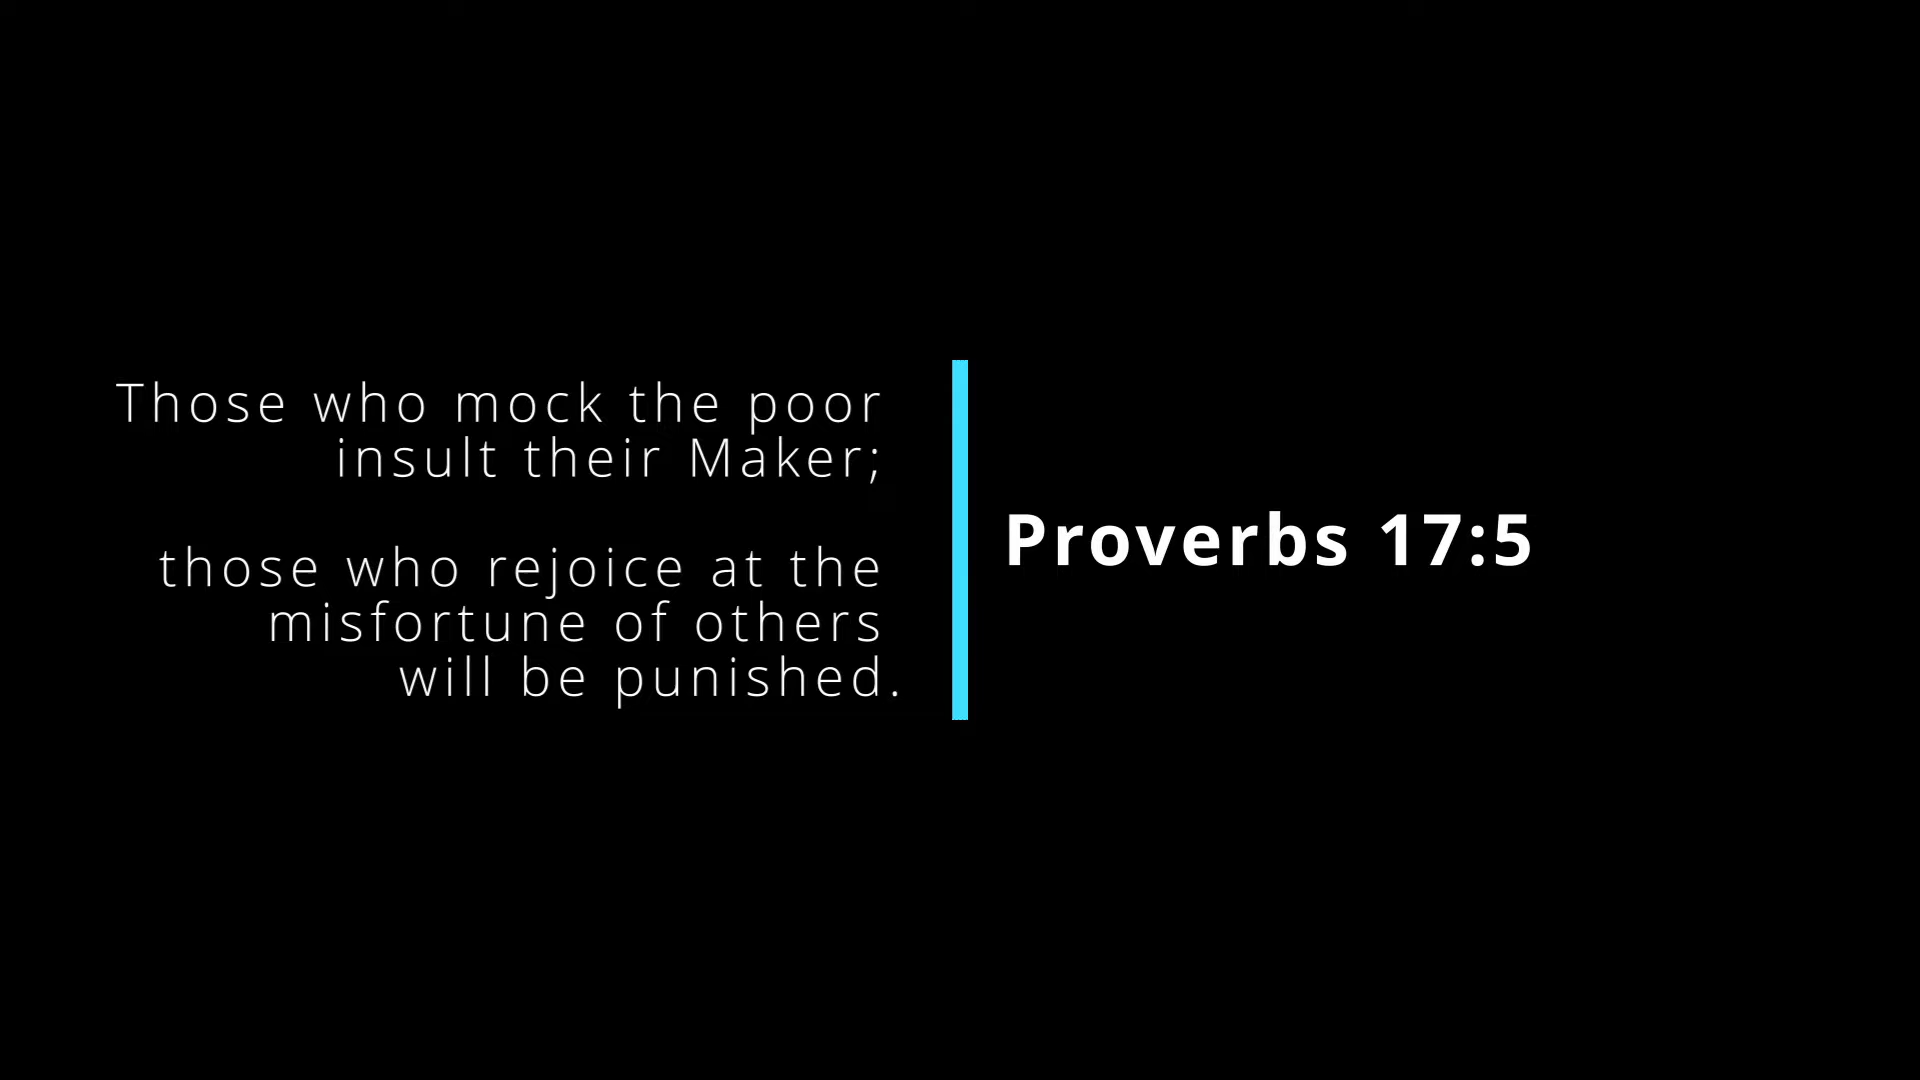 Those who mock the poor
insult their Maker;
those who rejoice at the
misfortune of others
will be punished.
Proverbs 17:5